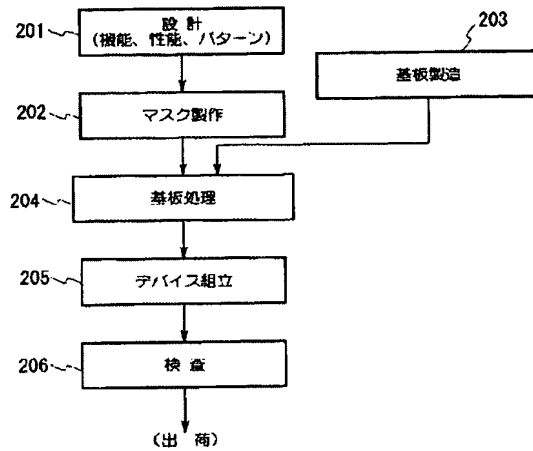 201
設 計
(機能、性能、パターン)
203
基板製造
202
マスク製作
204
基板処理
205
デバイス組立
206
検 査
(出 荷)